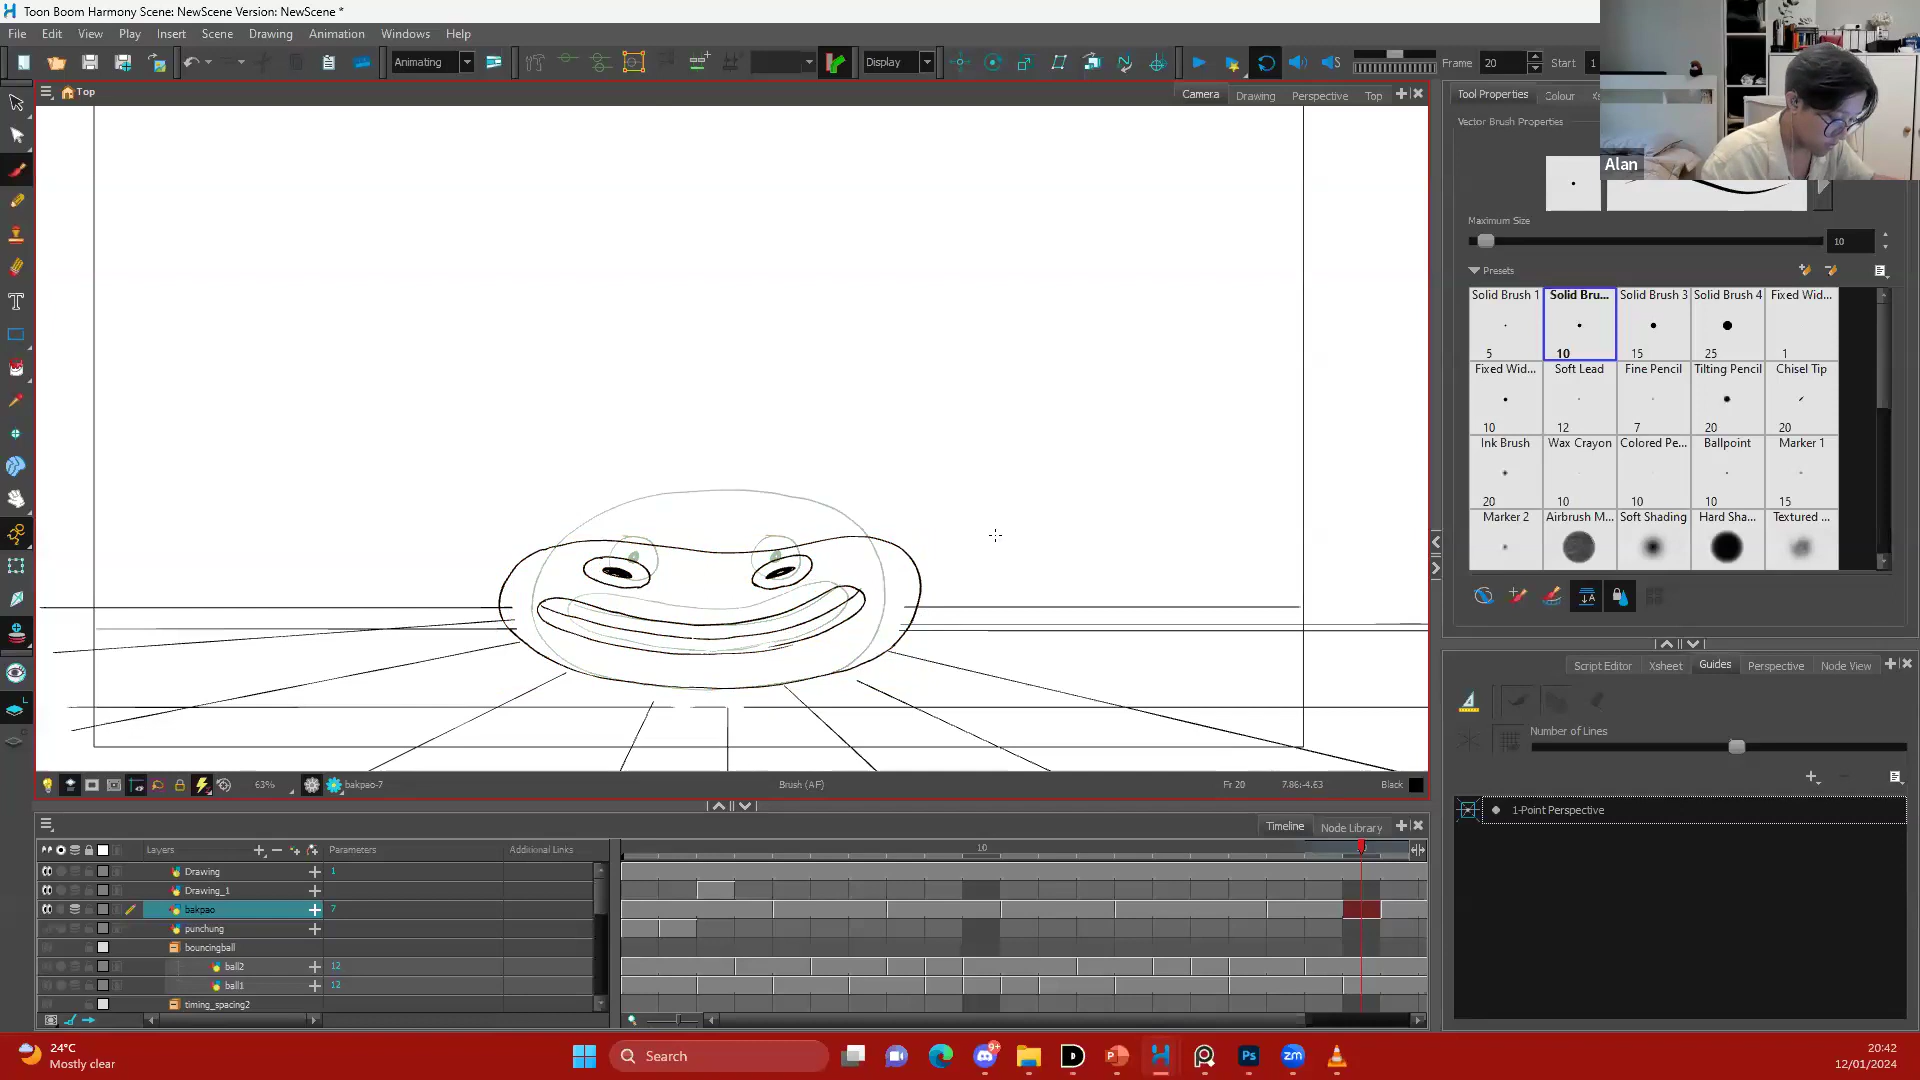 Toon Boom Harmony Scene: NewScene Version: NewScene *
File Edit View Play Insert Scene Drawing Animation Windows Help
Animating
Display
Frame 20 Start 1
Top
Camera Drawing Perspective Top
Tool Properties Colour
Vector Brush Properties
Alan
Maximum Size
10
Presets
Solid Brush 1 Solid Bru... Solid Brush 3 Solid Brush 4 Fixed Wid...
5 10 15 25 1
Fixed Wid... Soft Lead Fine Pencil Tilting Pencil Chisel Tip
10 12 7 20 20
Ink Brush Wax Crayon Colored Pe... Ballpoint Marker 1
20 10 10 10 15
Marker 2 Airbrush M... Soft Shading Hard Sha... Textured ...
Script Editor Xsheet Guides Perspective Node View
Number of Lines
1-Point Perspective
63% bakpao-7 Brush (AF) Fr 20 7.86:-4.63 Black
Timeline Node Library
Layers Parameters Additional Links
10
Drawing 1
Drawing_1
bakpao 7
punchung
bouncingball
ball2 12
ball1 12
timing_spacing2
24°C
Mostly clear
Search
9+
20:42
12/01/2024